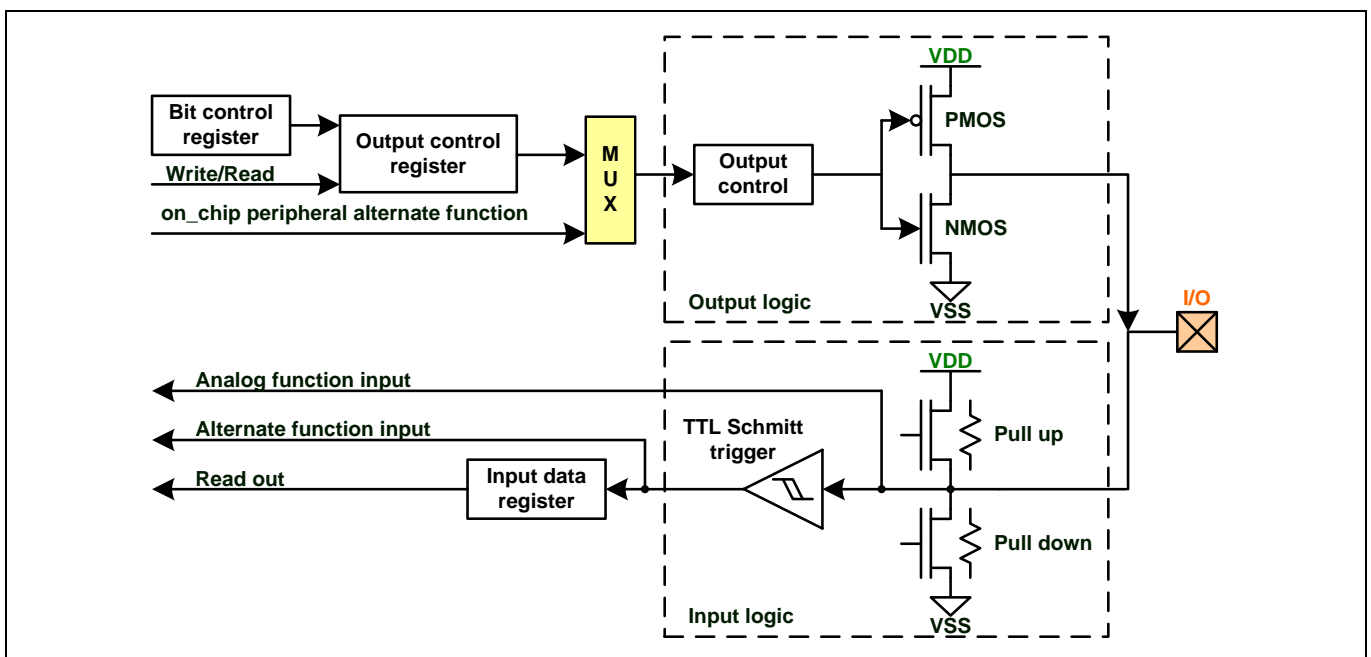 VDD
Bit control
register
Output control
register
Write/Read
on_chip peripheral alternate function
M
U
X
Output
control
PMOS
NMOS
VSS
Output logic
I/O
VDD
Analog function input
Alternate function input
Read out
Input data
register
TTL Schmitt
trigger
Pull up
Pull down
VSS
Input logic